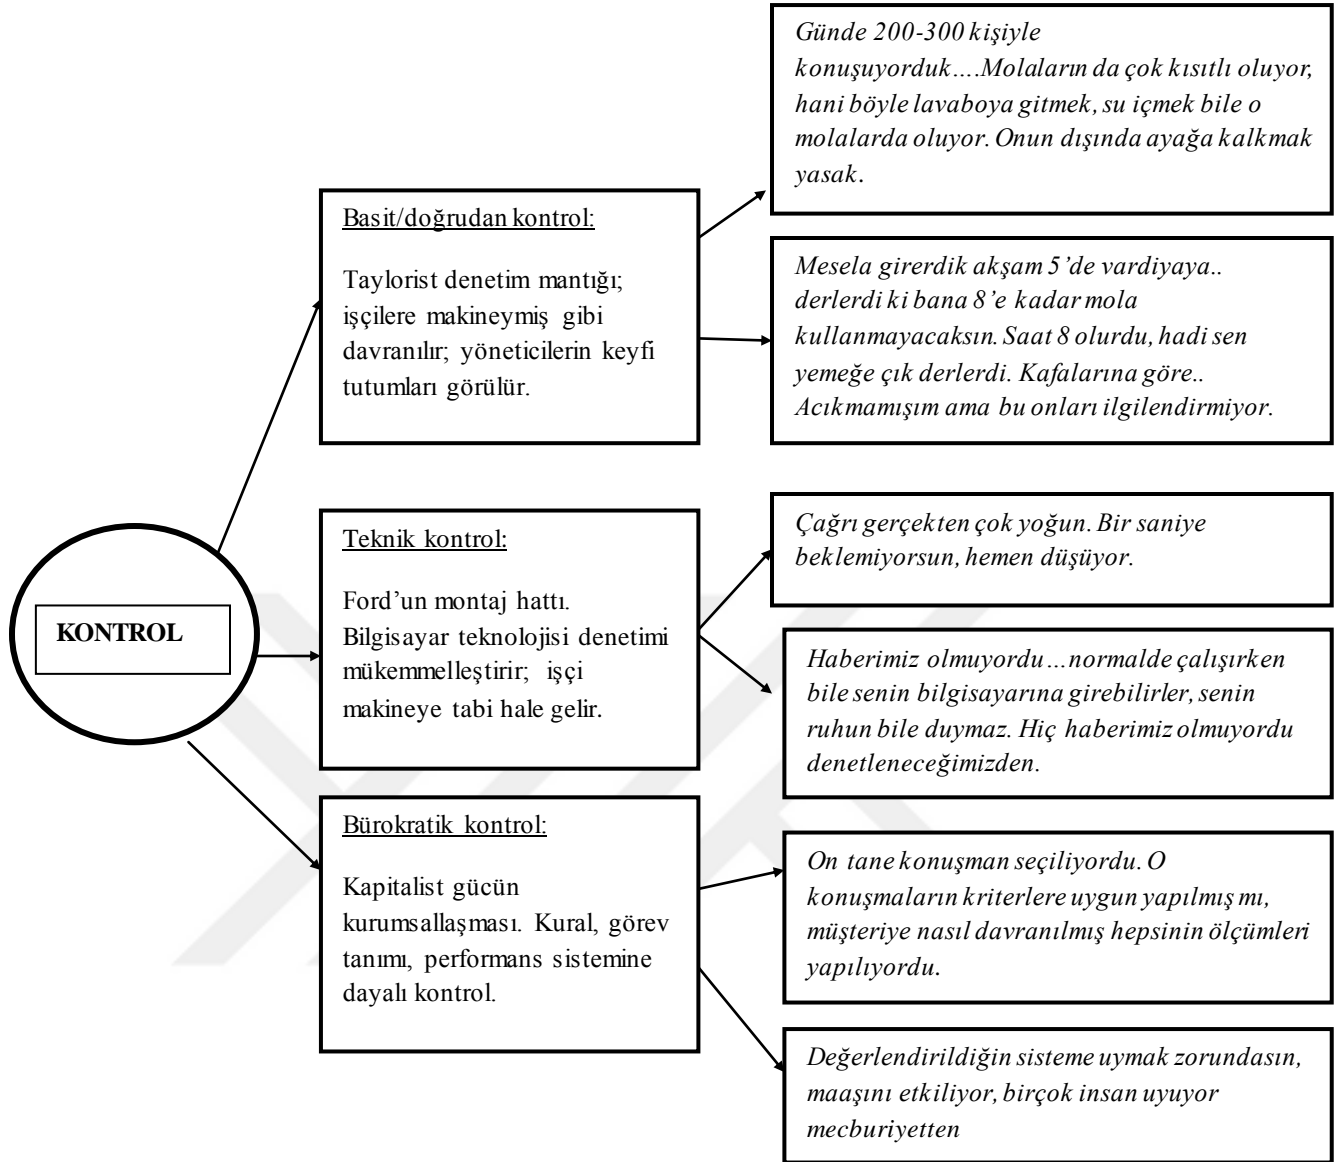 KONTROL
Basit/doğrudan kontrol:
Taylorist denetim mantığı;
işçilere makineymiş gibi
davranılır; yöneticilerin keyfi
tutumları görülür.
Günde 200-300 kişiyle
konuşuyorduk….Molaların da çok kısıtlı oluyor,
hani böyle lavaboya gitmek, su içmek bile o
molalarda oluyor. Onun dışında ayağa kalkmak
yasak.
Mesela girerdik akşam 5’de vardiyaya..
derlerdi ki bana 8’e kadar mola
kullanmayacaksın. Saat 8 olurdu, hadi sen
yemeğe çık derlerdi. Kafalarına göre..
Acıkmamışım ama bu onları ilgilendirmiyor.
Teknik kontrol:
Ford’un montaj hattı.
Bilgisayar teknolojisi denetimi
mükemmelleştirir; işçi
makineye tabi hale gelir.
Çağrı gerçekten çok yoğun. Bir saniye
beklemiyorsun, hemen düşüyor.
Haberimiz olmuyordu…normalde çalışırken
bile senin bilgisayarına girebilirler, senin
ruhun bile duymaz. Hiç haberimiz olmuyordu
denetleneceğimizden.
Bürokratik kontrol:
Kapitalist gücün
kurumsallaşması. Kural, görev
tanımı, performans sistemine
dayalı kontrol.
On tane konuşman seçiliyordu. O
konuşmaların kriterlere uygun yapılmış mı,
müşteriye nasıl davranılmış hepsinin ölçümleri
yapılıyordu.
Değerlendirildiğin sisteme uymak zorundasın,
maaşını etkiliyor, birçok insan uyuyor
mecburiyetten